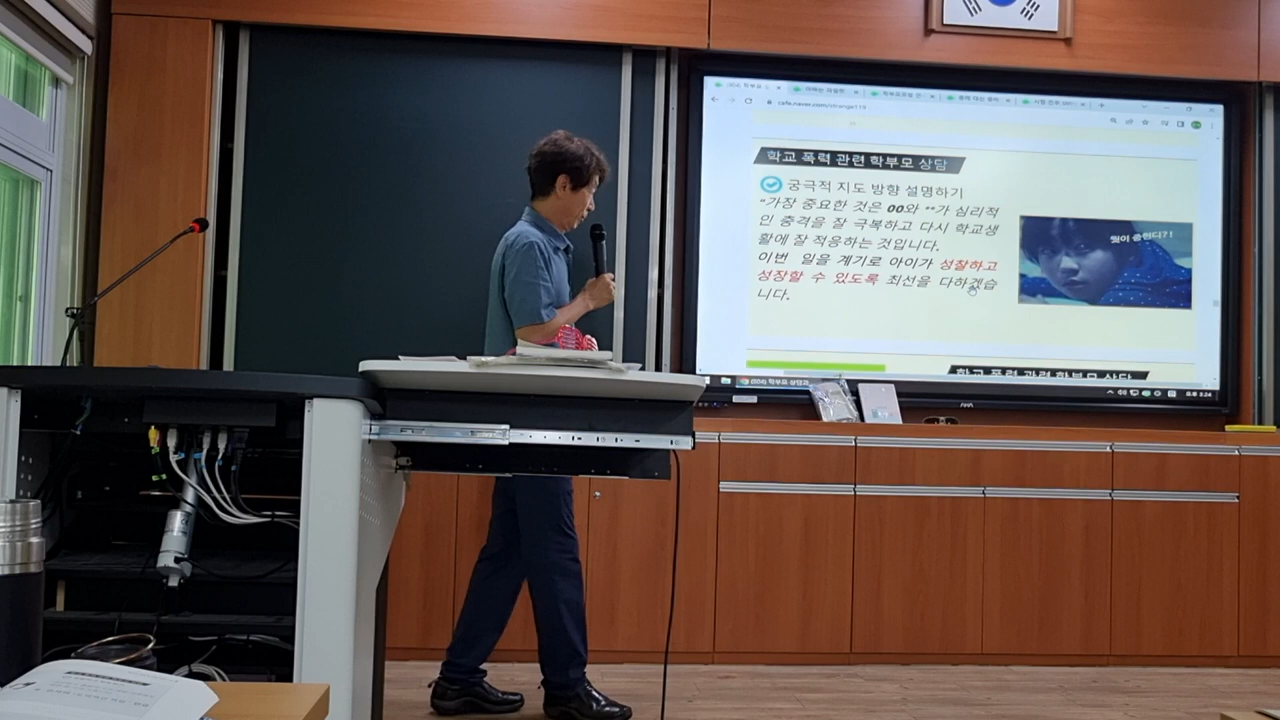 cafe.naver.com/strange119
학교 폭력 관련 학부모 상담
궁극적 지도 방향 설명하기
"가장 중요한 것은 00와 **가 심리적
인 충격을 잘 극복하고 다시 학교생
활에 잘 적응하는 것입니다.
이번 일을 계기로 아이가 성찰하고
성장할 수 있도록 최선을 다하겠습
니다.
뭣이 중헌디?!
학교 폭력 관련 학부모 상담
오후 3:24